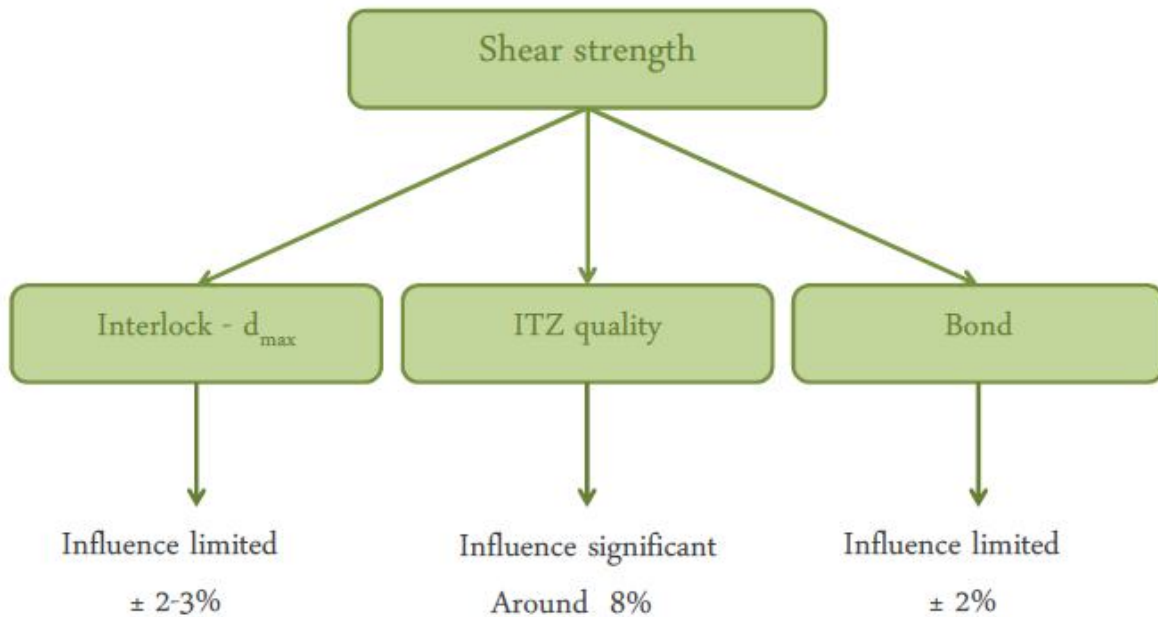 Shear strength
Interlock - dmax
ITZ quality
Bond
Influence limited
± 2-3%
Influence significant
Around 8%
Influence limited
± 2%